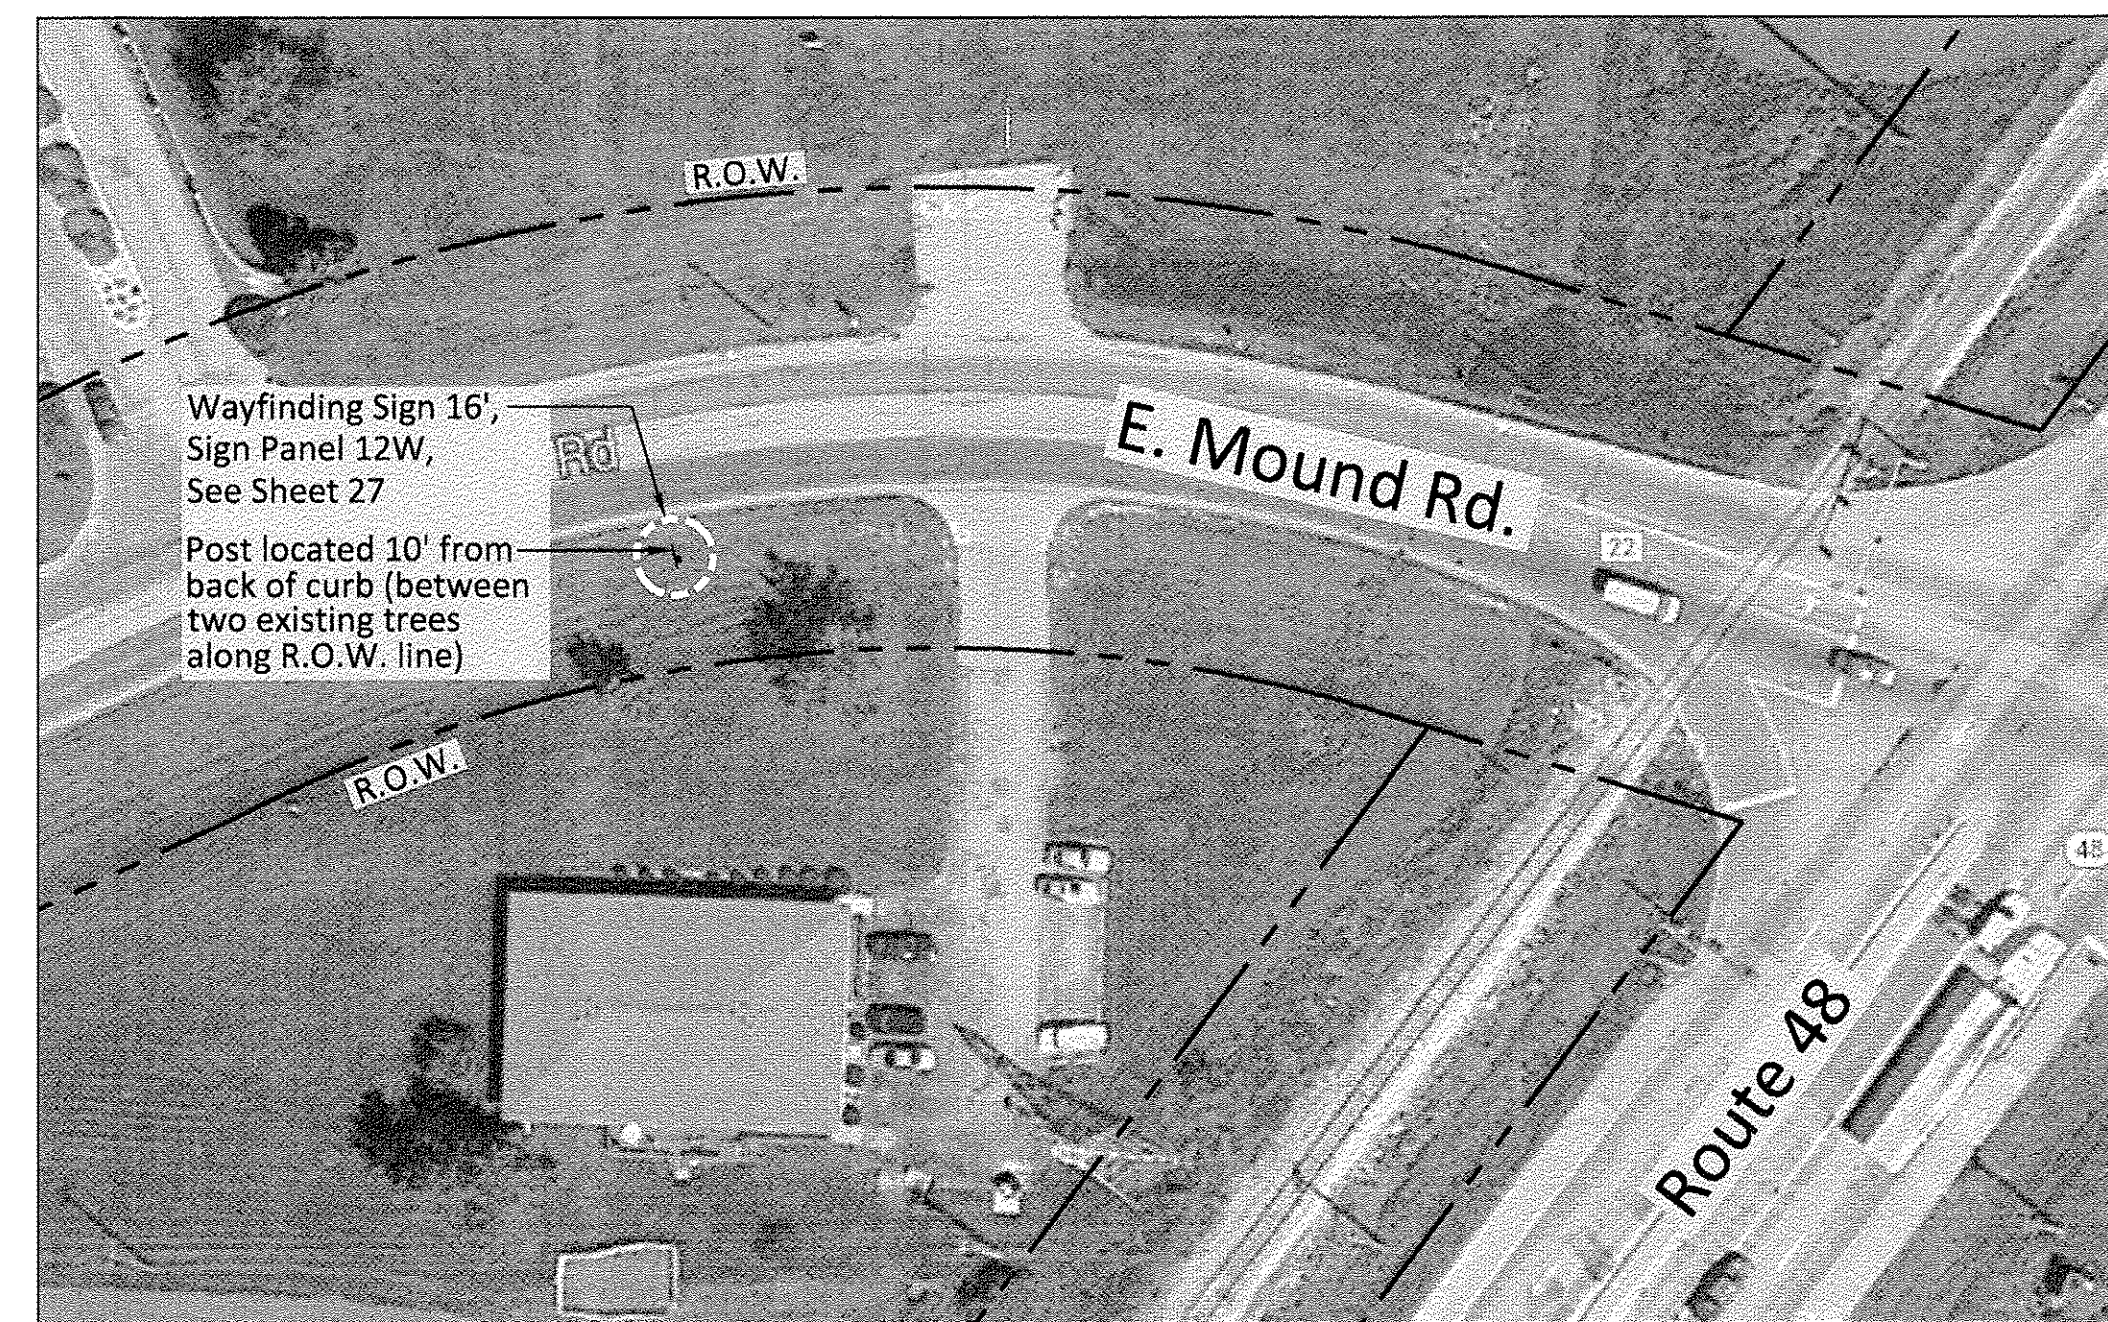 R.O.W.
Wayfinding Sign 16',
Sign Panel 12W,
See Sheet 27
Rd
E. Mound Rd.
22
Post located 10' from
back of curb (between
two existing trees
along R.O.W. line)
R.O.W.
48
Route 48